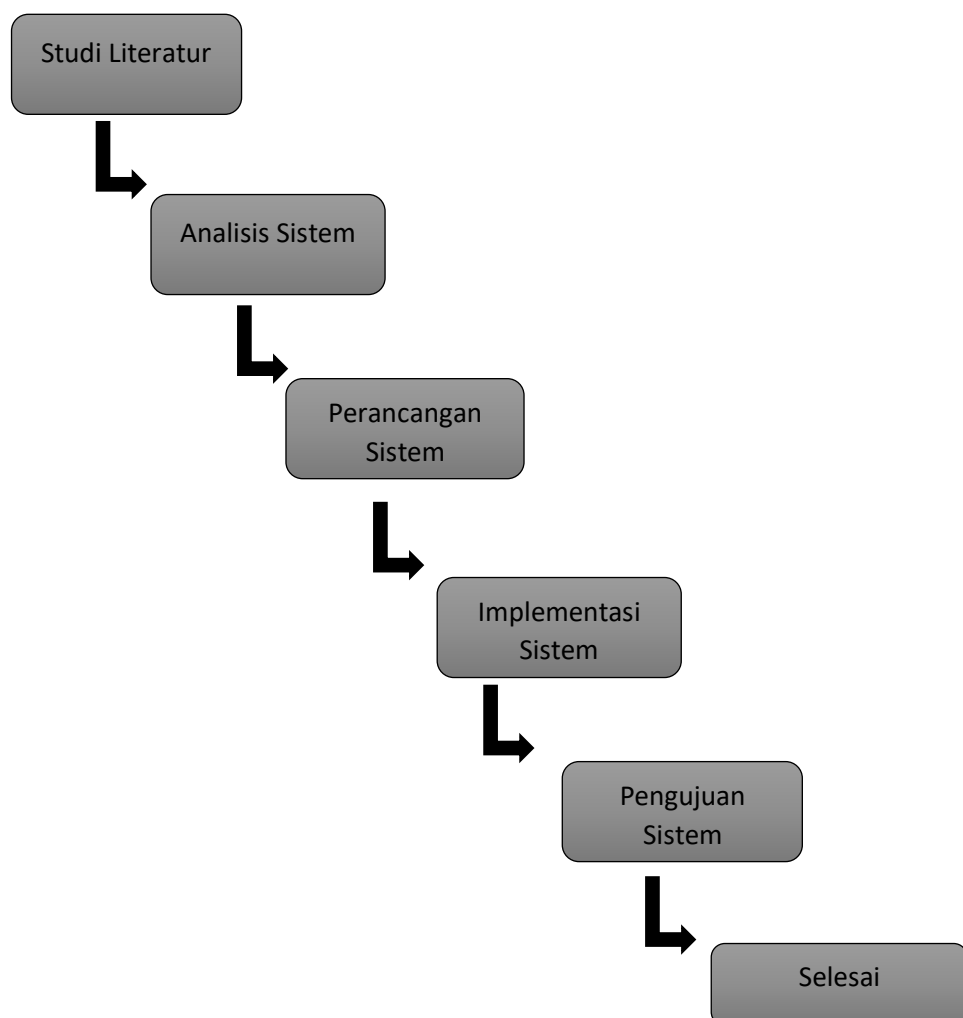 Studi Literatur
Analisis Sistem
Perancangan
Sistem
Implementasi
Sistem
Pengujuan
Sistem
Selesai